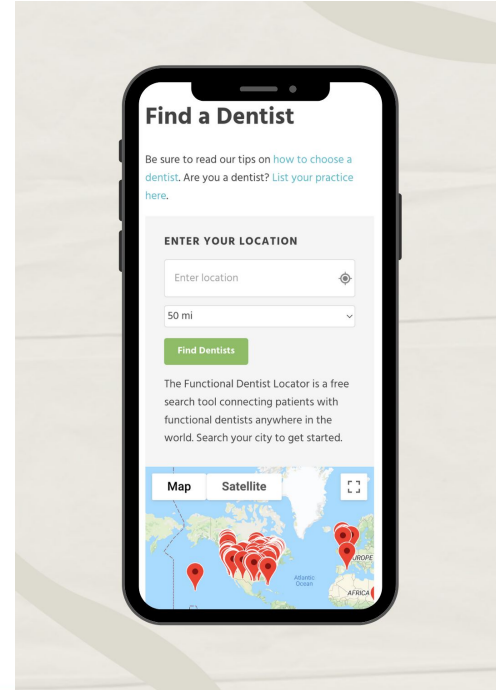 Find a Dentist
Be sure to read our tips on how to choose a
dentist. Are you a dentist? List your practice
here.
ENTER YOUR LOCATION
Enter location
50 mi
Find Dentists
The Functional Dentist Locator is a free
search tool connecting patients with
functional dentists anywhere in the
world. Search your city to get started.
Map Satellite
EUROPE
Atlantic
Ocean
AFRICA